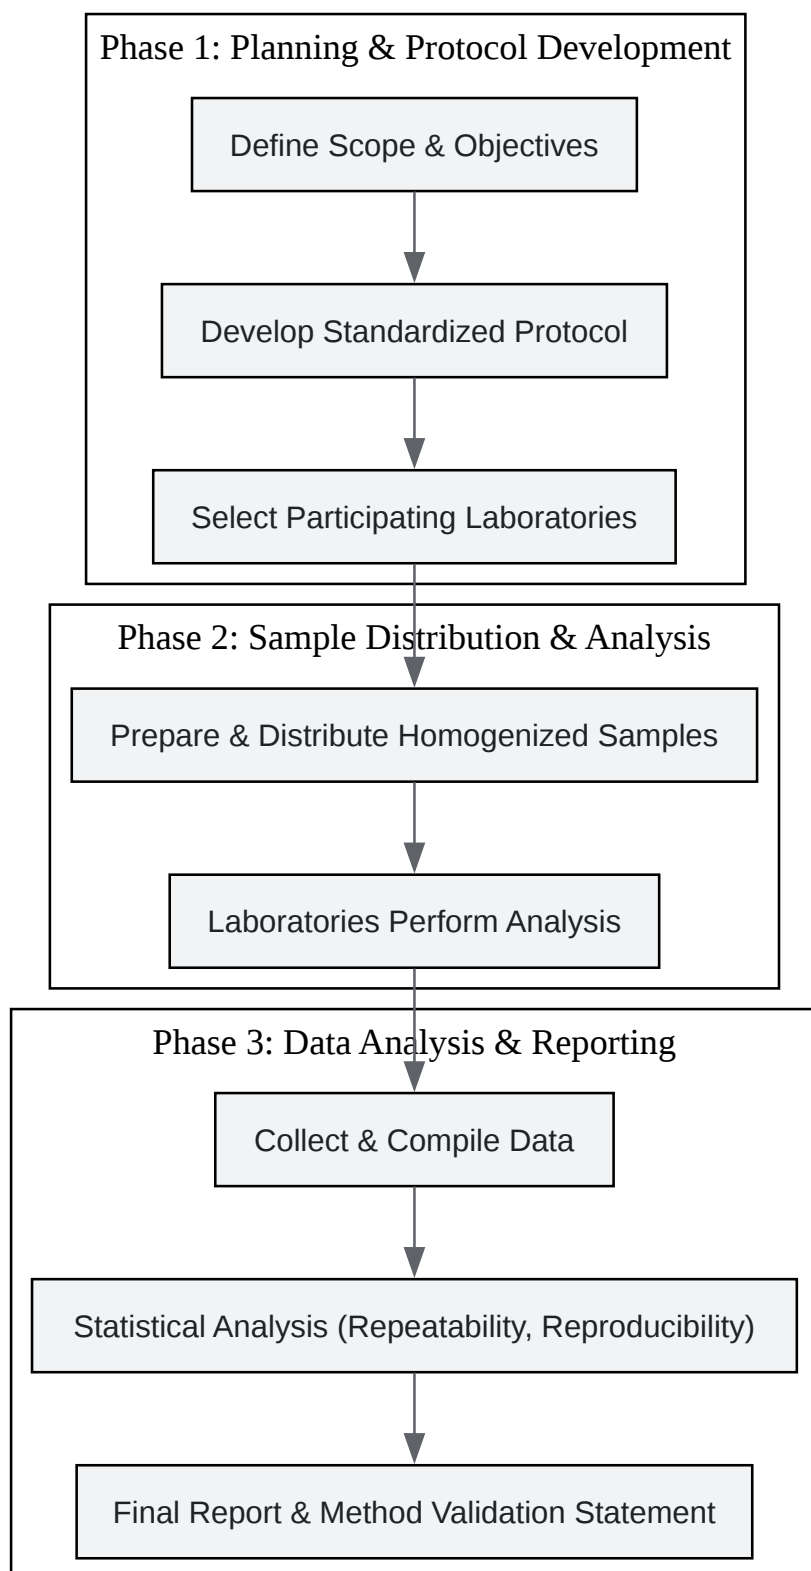 Phase 1: Planning & Protocol Development
Define Scope & Objectives
Develop Standardized Protocol
Select Participating Laboratories
Phase 2: Sample Distribution & Analysis
Prepare & Distribute Homogenized Samples
Laboratories Perform Analysis
Phase 3: Data Analysis & Reporting
Collect & Compile Data
Statistical Analysis (Repeatability, Reproducibility)
Final Report & Method Validation Statement